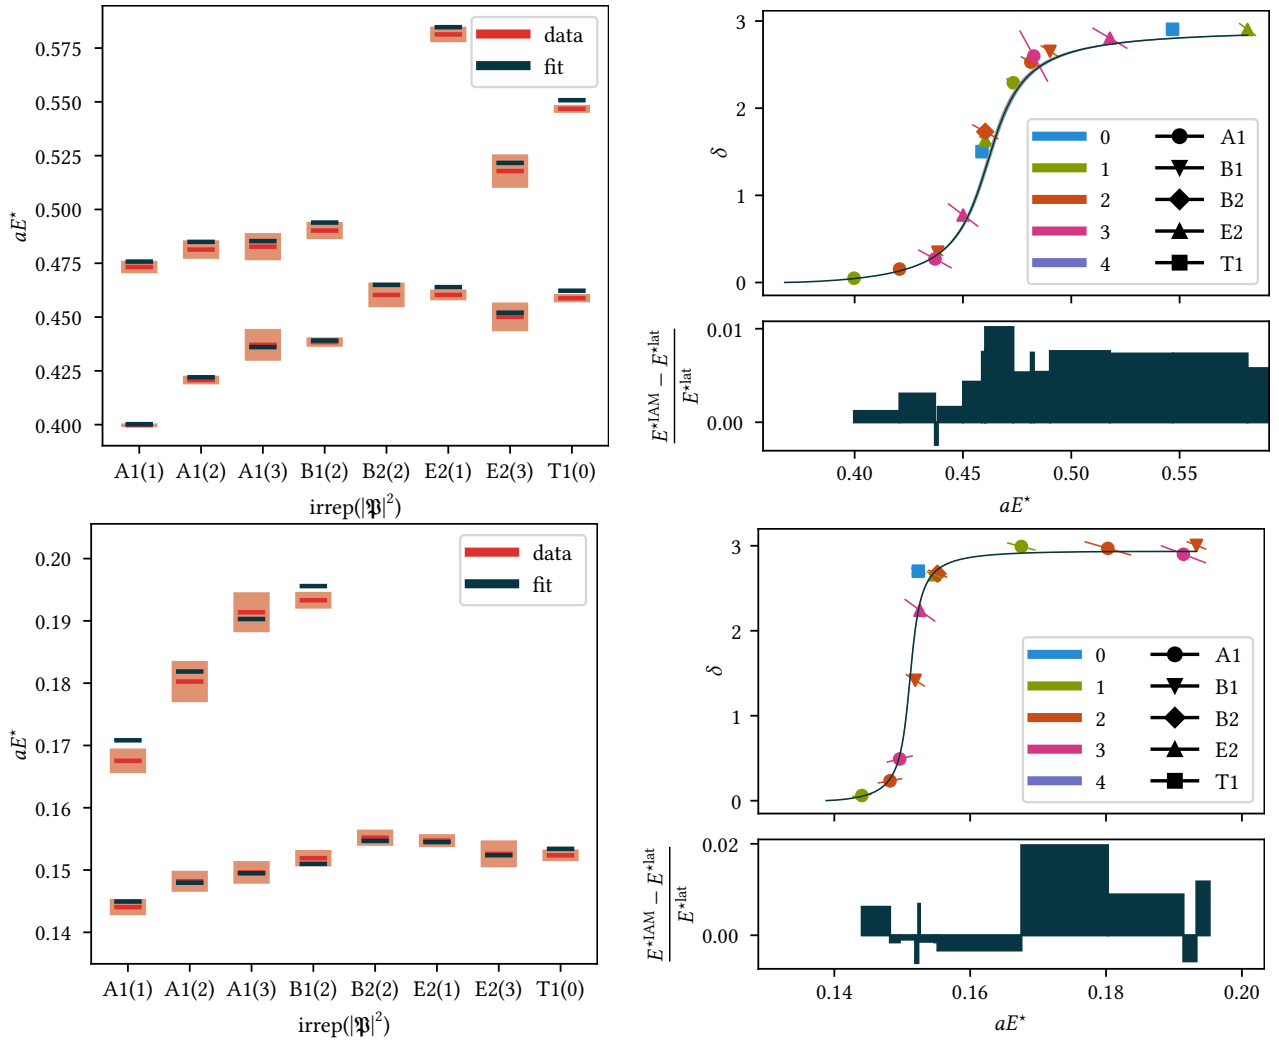 0.575
0.550
0.525
0.500
0.475
0.450
0.425
0.400
aE⋆
data
fit
A1(1) A1(2) A1(3) B1(2) B2(2) E2(1) E2(3) T1(0)
irrep(|𝔓|²)
3
2
1
0
δ
0 A1
1 B1
2 B2
3 E2
4 T1
0.01
0.00
E⋆IAM − E⋆lat
E⋆lat
0.40 0.45 0.50 0.55
aE⋆
0.20
0.19
0.18
0.17
0.16
0.15
0.14
aE⋆
data
fit
A1(1) A1(2) A1(3) B1(2) B2(2) E2(1) E2(3) T1(0)
irrep(|𝔓|²)
3
2
1
0
δ
0 A1
1 B1
2 B2
3 E2
4 T1
0.02
0.00
E⋆IAM − E⋆lat
E⋆lat
0.14 0.16 0.18 0.20
aE⋆